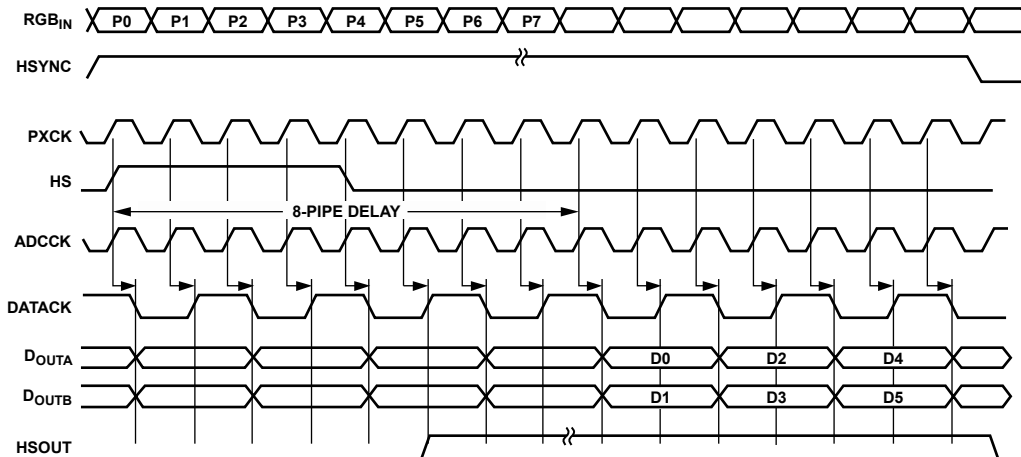 RGBIN P0 P1 P2 P3 P4 P5 P6 P7
HSYNC
PXCK
HS
8-PIPE DELAY
ADCCK
DATACK
DOUTA D0 D2 D4
DOUTB D1 D3 D5
HSOUT